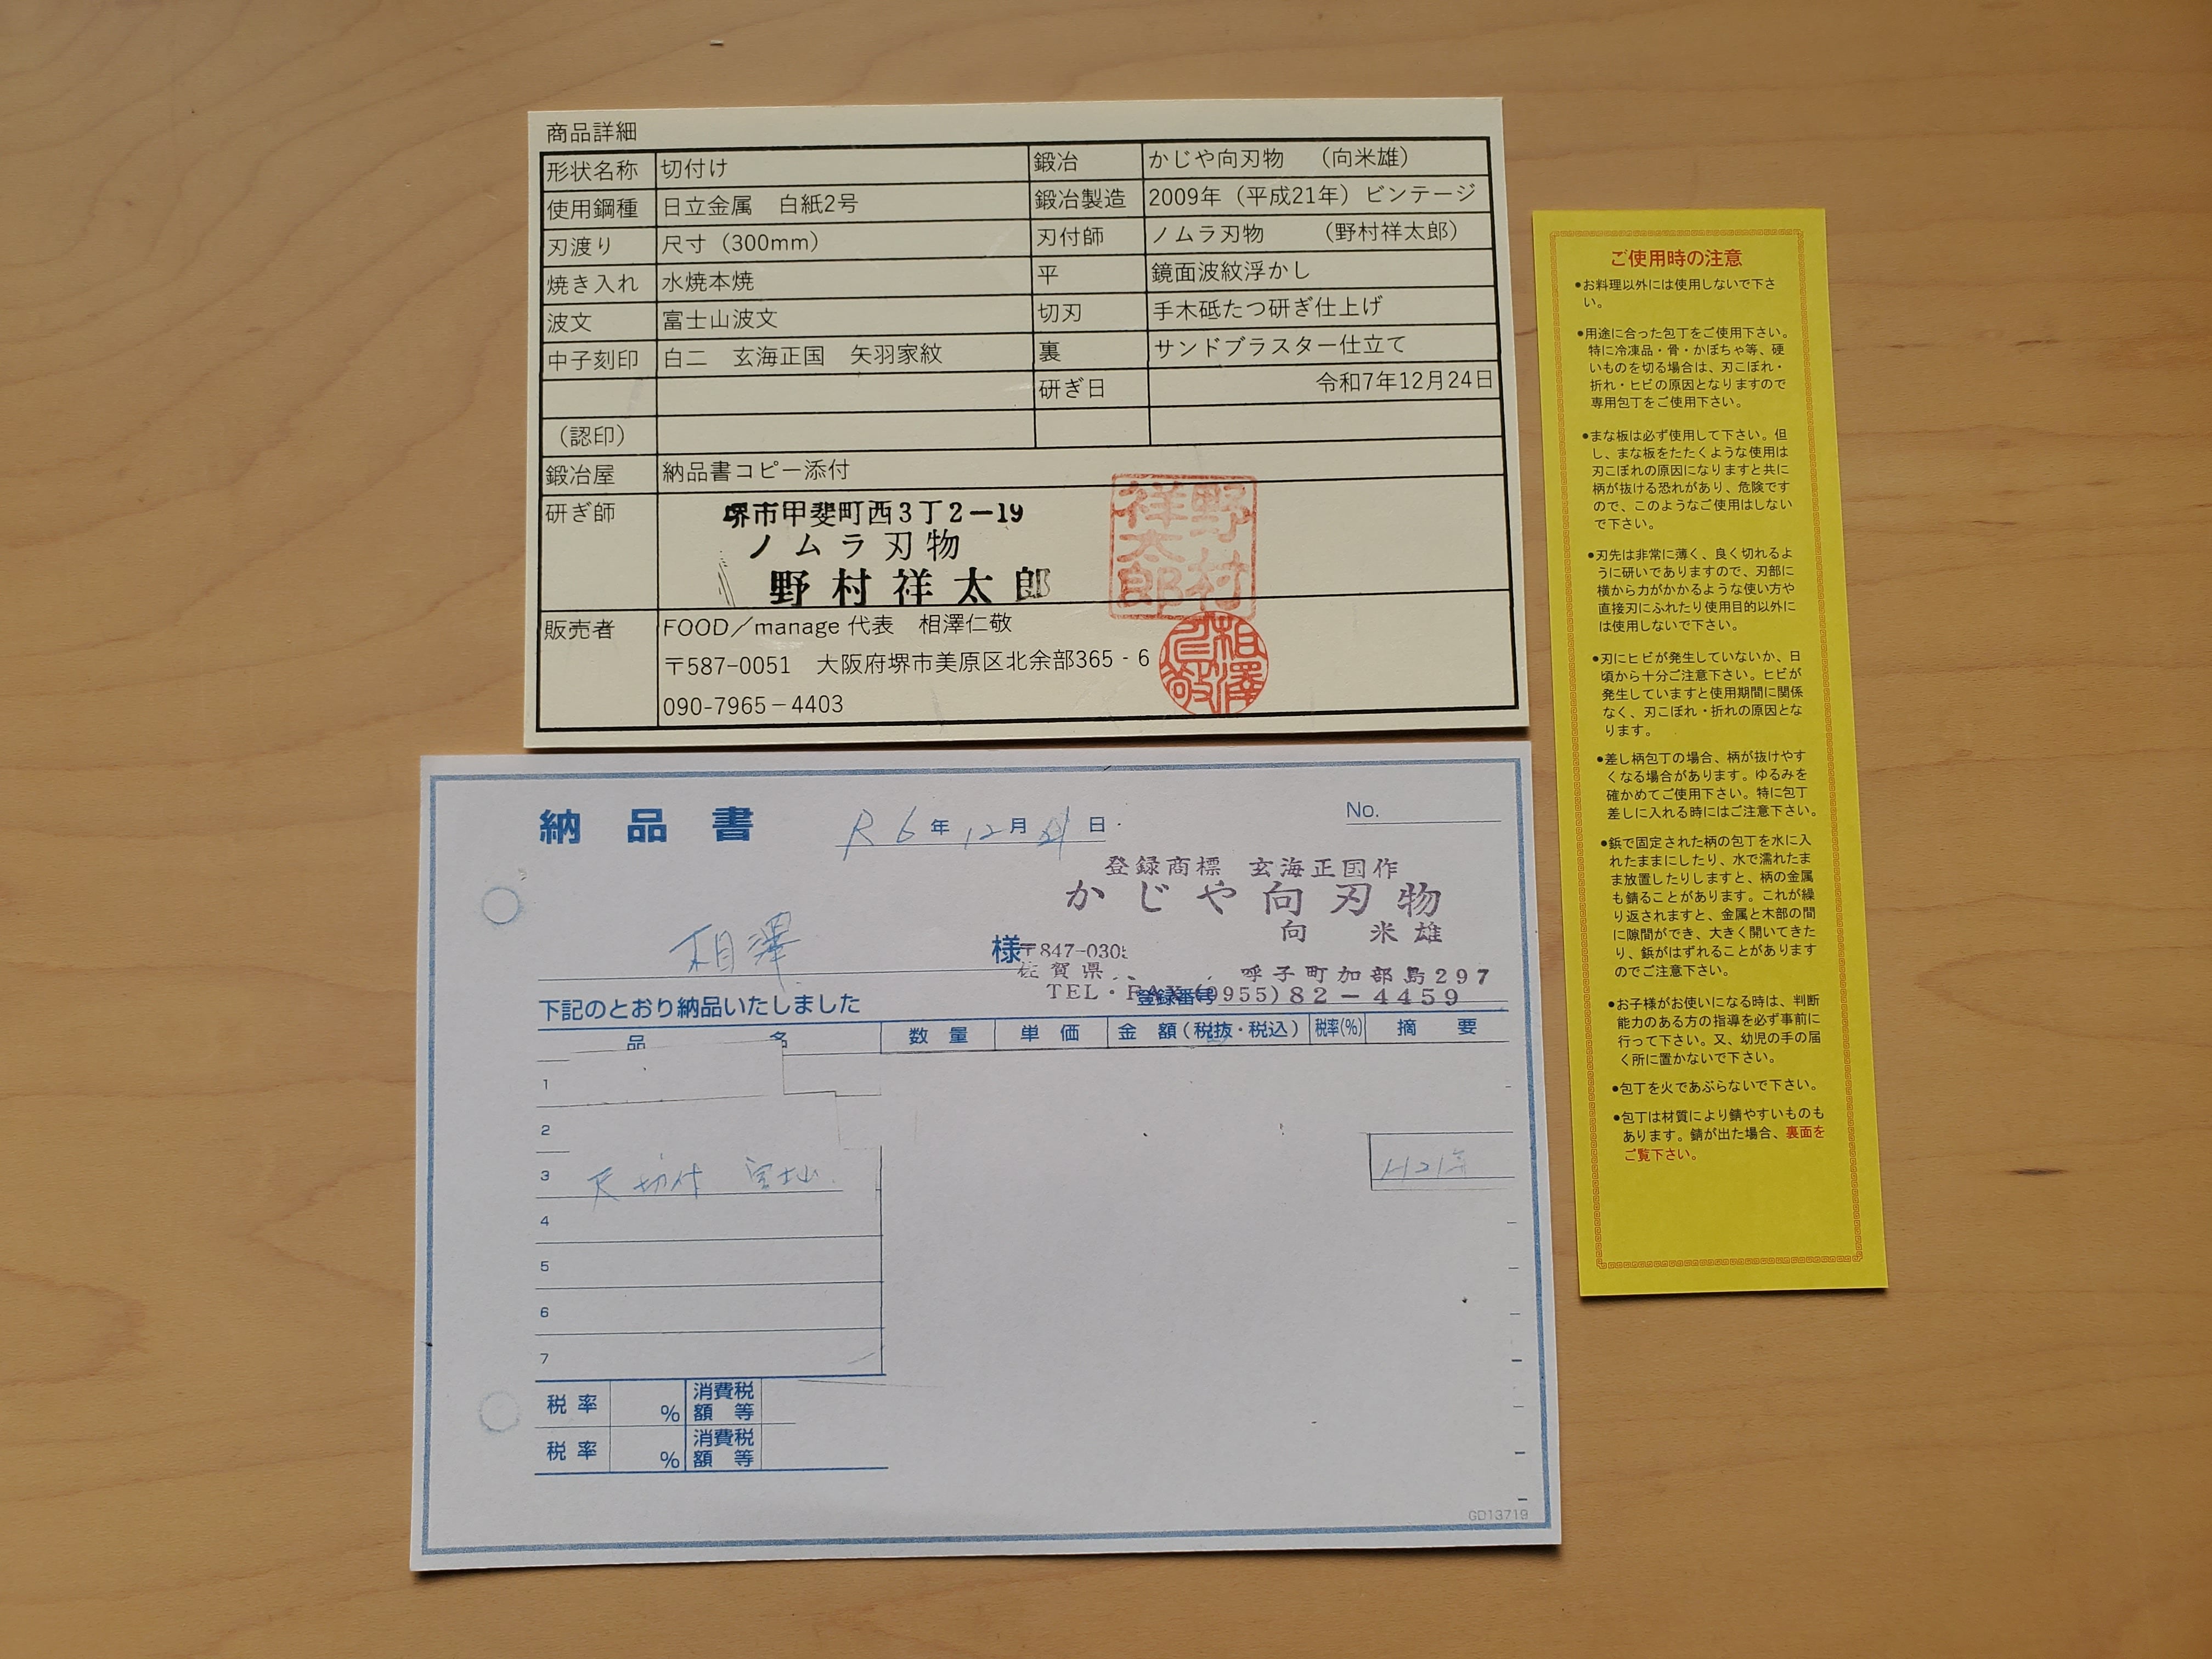 商品詳細
形状名称 切付け 鍛冶 かじや向刃物 （向米雄）
使用鋼種 日立金属 白紙2号 鍛冶製造 2009年（平成21年）ビンテージ
刃渡り 尺寸（300mm） 刃付師 ノムラ刃物 （野村祥太郎）
焼き入れ 水焼本焼 平 鏡面波紋浮かし
波文 富士山波文 切刃 手木砥たつ研ぎ仕上げ
中子刻印 白二 玄海正国 矢羽家紋 裏 サンドブラスター仕立て
研ぎ日 令和7年12月24日
（認印）
鍛冶屋 納品書コピー添付
研ぎ師 堺市甲斐町西3丁2－19
ノムラ刃物
野村祥太郎
野村祥太郎
販売者 FOOD／manage 代表 相澤仁敬
〒587-0051 大阪府堺市美原区北余部365‐6
090-7965－4403
相澤仁敬
納品書 R6年12月日
No.
登録商標 玄海正国作
かじや向刃物
向 米雄
相澤 様
〒847-030
佐賀県 呼子町加部島297
TEL・FAX(0955)82－4459
登録番号
下記のとおり納品いたしました
品名 数量 単価 金額（税抜・税込） 税率(%) 摘要
1
2
3 尺切付 富士山 H21年
4
5
6
7
税率 % 消費税額等
税率 % 消費税額等
GD13719
ご使用時の注意
●お料理以外には使用しないで下さ
い。
●用途に合った包丁をご使用下さい。
特に冷凍品・骨・かぼちゃ等、硬
いものを切る場合は、刃こぼれ・
折れ・ヒビの原因となりますので
専用包丁をご使用下さい。
●まな板は必ず使用して下さい。但
し、まな板をたたくような使用は
刃こぼれの原因になりますと共に
柄が抜ける恐れがあり、危険です
ので、このようなご使用はしない
で下さい。
●刃先は非常に薄く、良く切れるよ
うに研いでありますので、刃部に
横から力がかかるような使い方や
直接刃にふれたり使用目的以外に
は使用しないで下さい。
●刃にヒビが発生していないか、日
頃から十分ご注意下さい。ヒビが
発生していますと使用期間に関係
なく、刃こぼれ・折れの原因とな
ります。
●差し柄包丁の場合、柄が抜けやす
くなる場合があります。ゆるみを
確かめてご使用下さい。特に包丁
差しに入れる時にはご注意下さい。
●鋲で固定された柄の包丁を水に入
れたままにしたり、水で濡れたま
ま放置したりしますと、柄の金属
も錆ることがあります。これが繰
り返されますと、金属と木部の間
に隙間ができ、大きく開いてきた
り、鋲がはずれることがあります
のでご注意下さい。
●お子様がお使いになる時は、判断
能力のある方の指導を必ず事前に
行って下さい。又、幼児の手の届
く所に置かないで下さい。
●包丁を火であぶらないで下さい。
●包丁は材質により錆やすいものも
あります。錆が出た場合、裏面を
ご覧下さい。